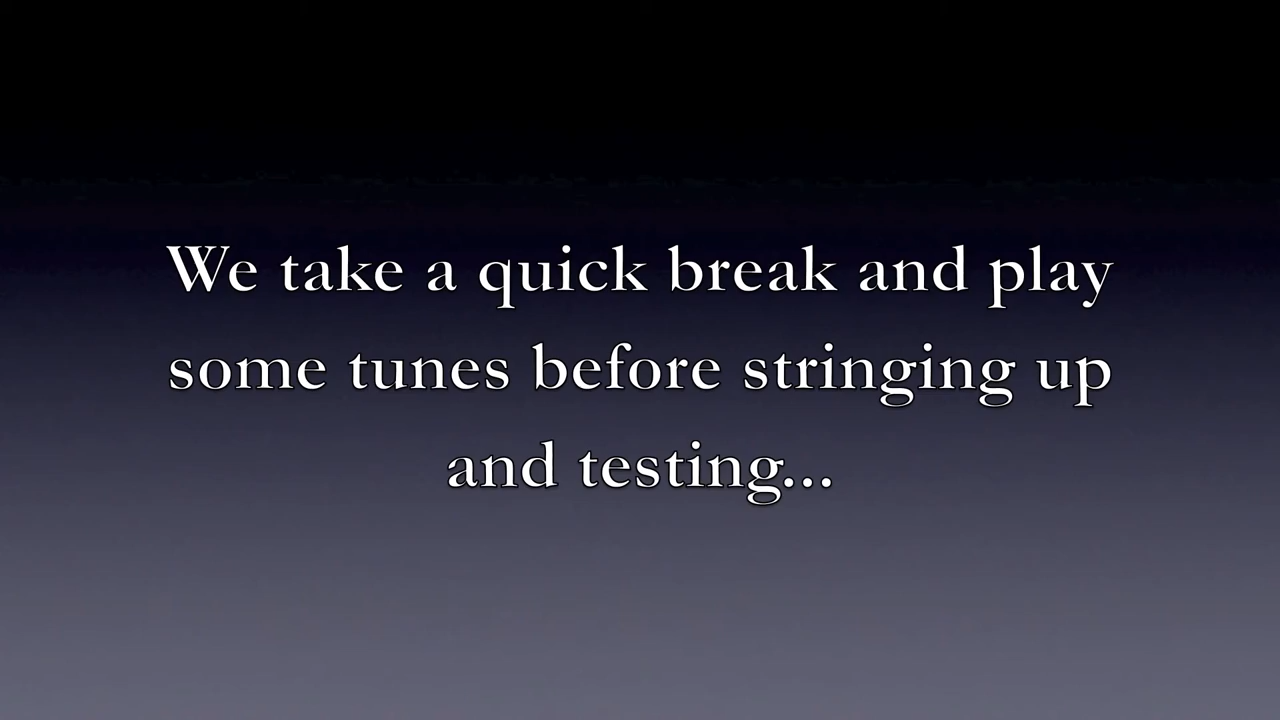 We take a quick break and play
some tunes before stringing up
and testing...